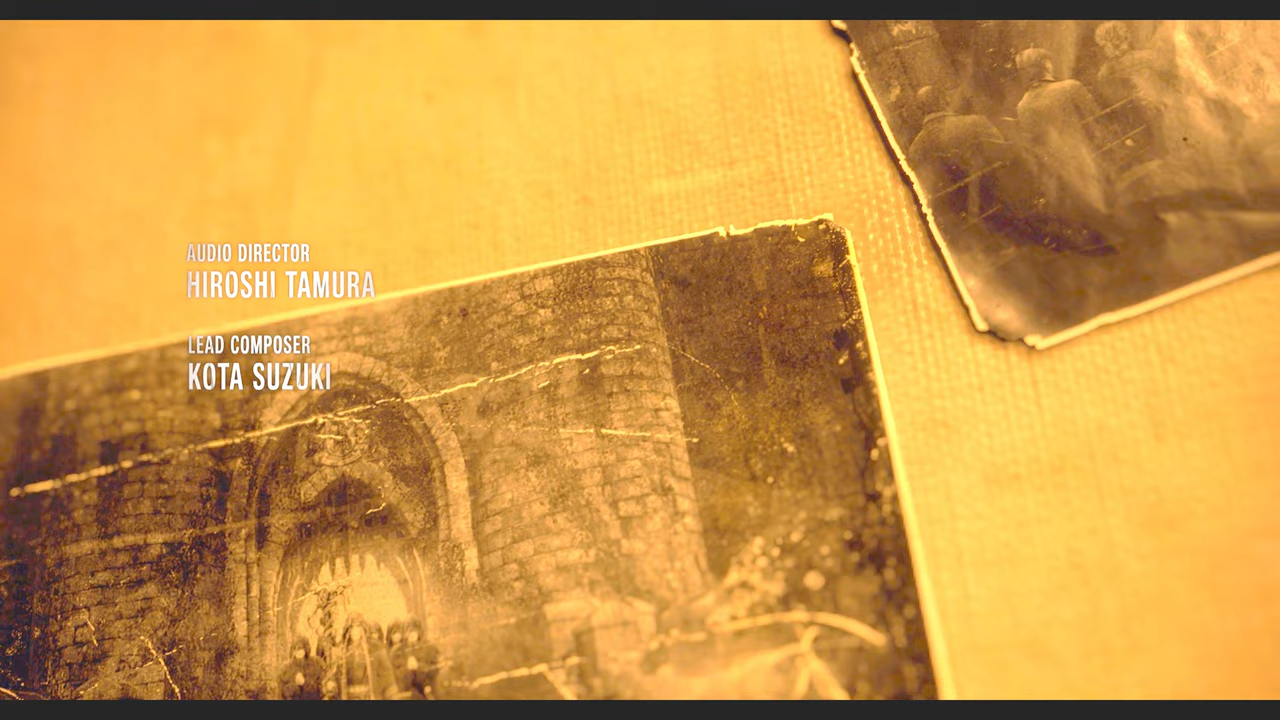 AUDIO DIRECTOR
HIROSHI TAMURA
LEAD COMPOSER
KOTA SUZUKI